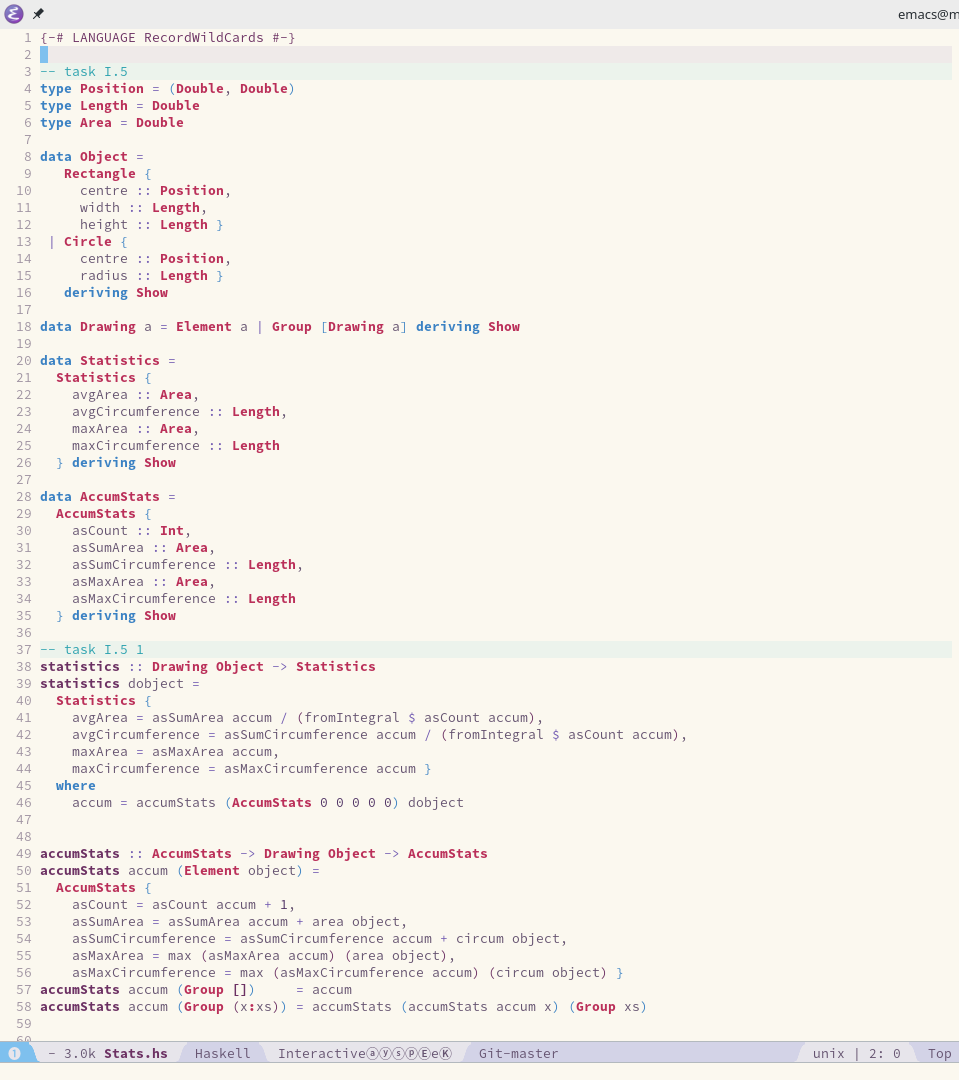 emacs@m
1 {-# LANGUAGE RecordWildCards #-}
2
3 -- task I.5
4 type Position = (Double, Double)
5 type Length = Double
6 type Area = Double
7
8 data Object =
9    Rectangle {
10      centre :: Position,
11      width :: Length,
12      height :: Length }
13  | Circle {
14      centre :: Position,
15      radius :: Length }
16    deriving Show
17
18 data Drawing a = Element a | Group [Drawing a] deriving Show
19
20 data Statistics =
21   Statistics {
22     avgArea :: Area,
23     avgCircumference :: Length,
24     maxArea :: Area,
25     maxCircumference :: Length
26   } deriving Show
27
28 data AccumStats =
29   AccumStats {
30     asCount :: Int,
31     asSumArea :: Area,
32     asSumCircumference :: Length,
33     asMaxArea :: Area,
34     asMaxCircumference :: Length
35   } deriving Show
36
37 -- task I.5 1
38 statistics :: Drawing Object -> Statistics
39 statistics dobject =
40   Statistics {
41     avgArea = asSumArea accum / (fromIntegral $ asCount accum),
42     avgCircumference = asSumCircumference accum / (fromIntegral $ asCount accum),
43     maxArea = asMaxArea accum,
44     maxCircumference = asMaxCircumference accum }
45   where
46     accum = accumStats (AccumStats 0 0 0 0 0) dobject
47
48
49 accumStats :: AccumStats -> Drawing Object -> AccumStats
50 accumStats accum (Element object) =
51   AccumStats {
52     asCount = asCount accum + 1,
53     asSumArea = asSumArea accum + area object,
54     asSumCircumference = asSumCircumference accum + circum object,
55     asMaxArea = max (asMaxArea accum) (area object),
56     asMaxCircumference = max (asMaxCircumference accum) (circum object) }
57 accumStats accum (Group [])     = accum
58 accumStats accum (Group (x:xs)) = accumStats (accumStats accum x) (Group xs)
59
60
❶ - 3.0k Stats.hs Haskell InteractiveⓐⓨⓢⓟⒺeⓚ Git-master unix | 2: 0 Top